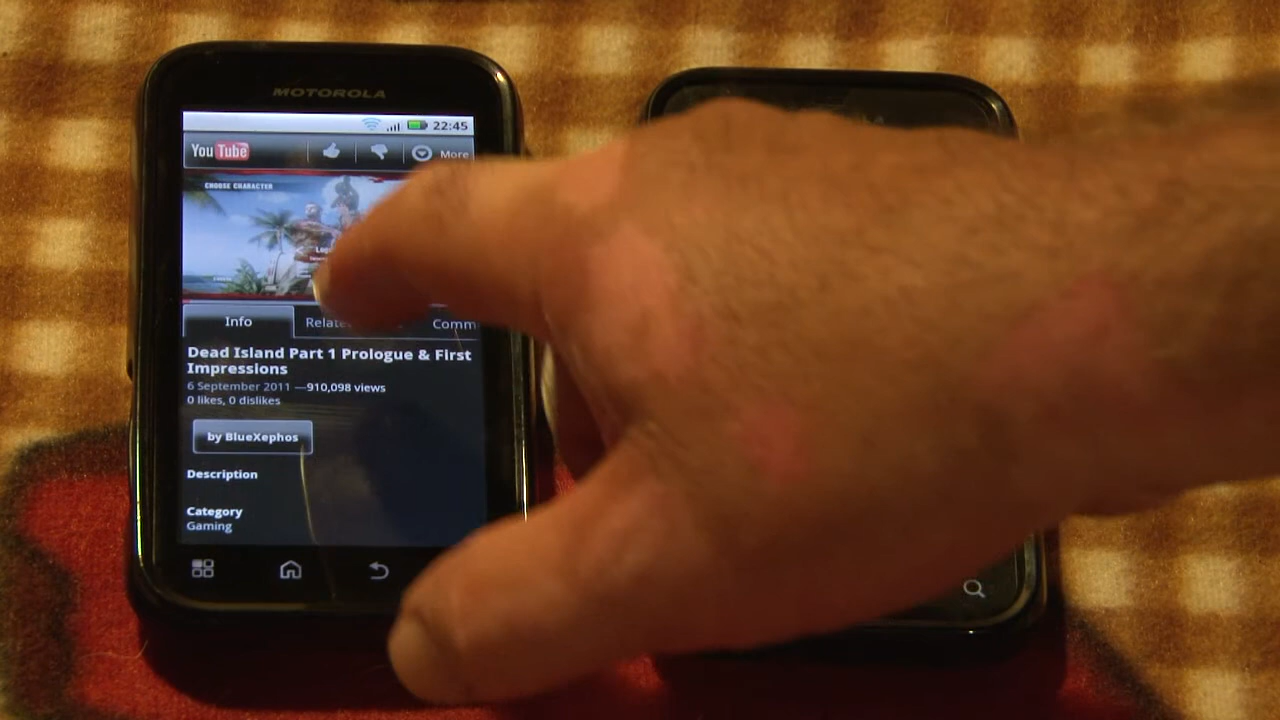 MOTOROLA
22:45
YouTube
More
CHOOSE CHARACTER
Info
Relate
Comm
Dead Island Part 1 Prologue & First
Impressions
6 September 2011 —910,098 views
0 likes, 0 dislikes
by BlueXephos
Description
Category
Gaming